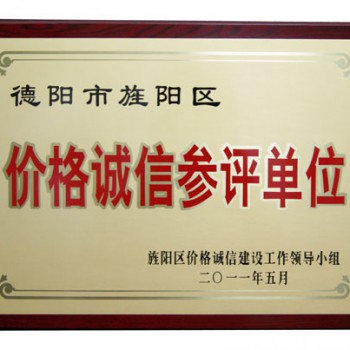 德阳市旌阳区
价格诚信参评单位
旌阳区价格诚信建设工作领导小组
二〇一一年五月